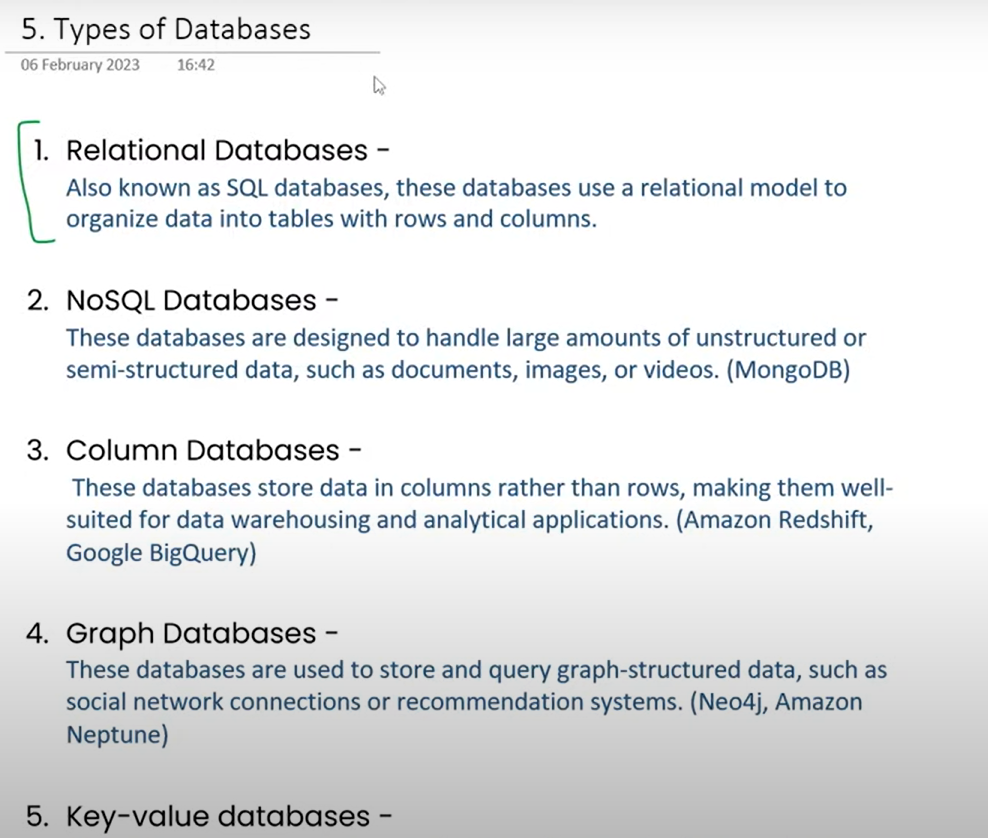 5. Types of Databases
06 February 2023 16:42
1. Relational Databases -
Also known as SQL databases, these databases use a relational model to
organize data into tables with rows and columns.
2. NoSQL Databases -
These databases are designed to handle large amounts of unstructured or
semi-structured data, such as documents, images, or videos. (MongoDB)
3. Column Databases -
These databases store data in columns rather than rows, making them well-
suited for data warehousing and analytical applications. (Amazon Redshift,
Google BigQuery)
4. Graph Databases -
These databases are used to store and query graph-structured data, such as
social network connections or recommendation systems. (Neo4j, Amazon
Neptune)
5. Key-value databases -